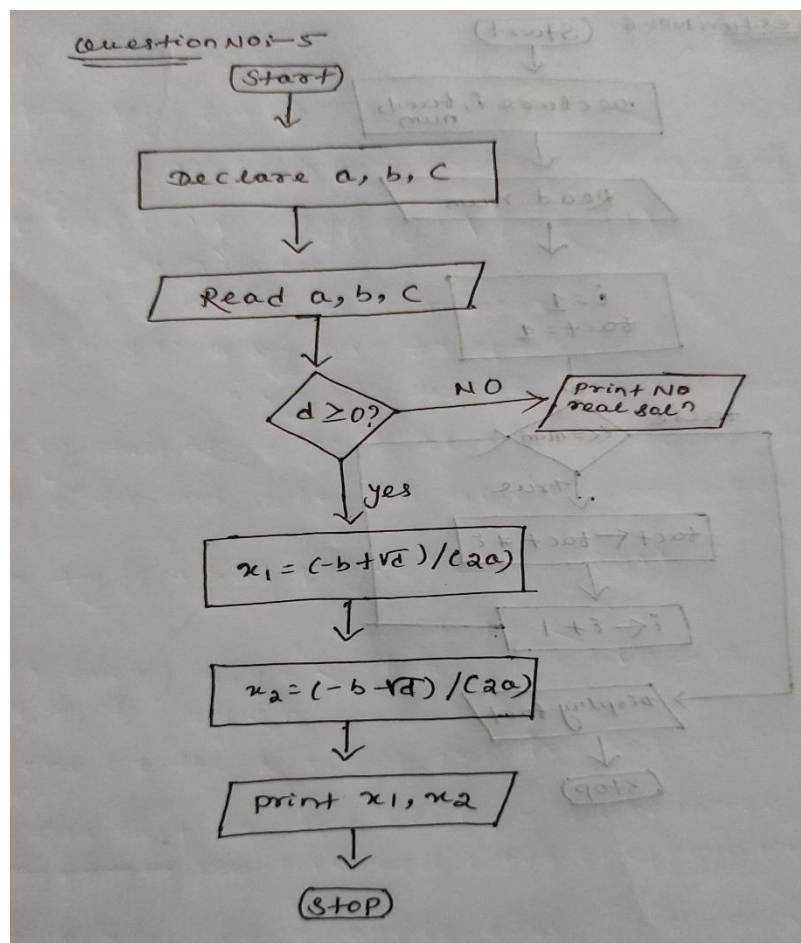 Question NO:- 5
Start
Declare a, b, c
Read a, b, c
d ≥ 0?
NO
Print NO
real solⁿ
yes
x₁ = (-b+√d)/(2a)
x₂ = (-b-√d)/(2a)
print x1, x2
STOP